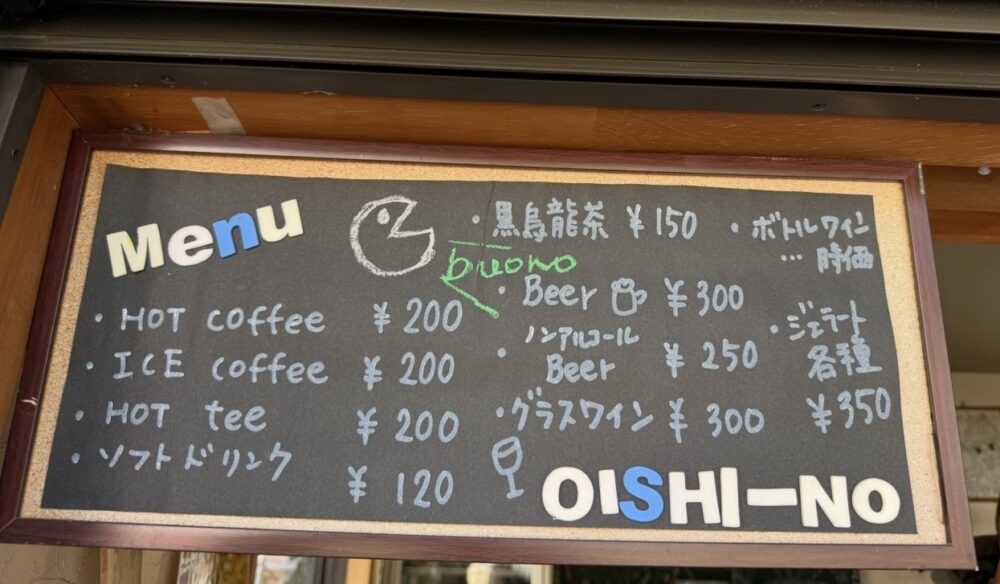 Menu
・HOT coffee ¥200
・ICE coffee ¥200
・HOT tee ¥200
・ソフトドリンク ¥120
buono
・黒烏龍茶 ¥150
・Beer ¥300
・ノンアルコール
Beer ¥250
・グラスワイン ¥300
・ボトルワイン
… 時価
・ジェラート
各種
¥350
OISHI-NO